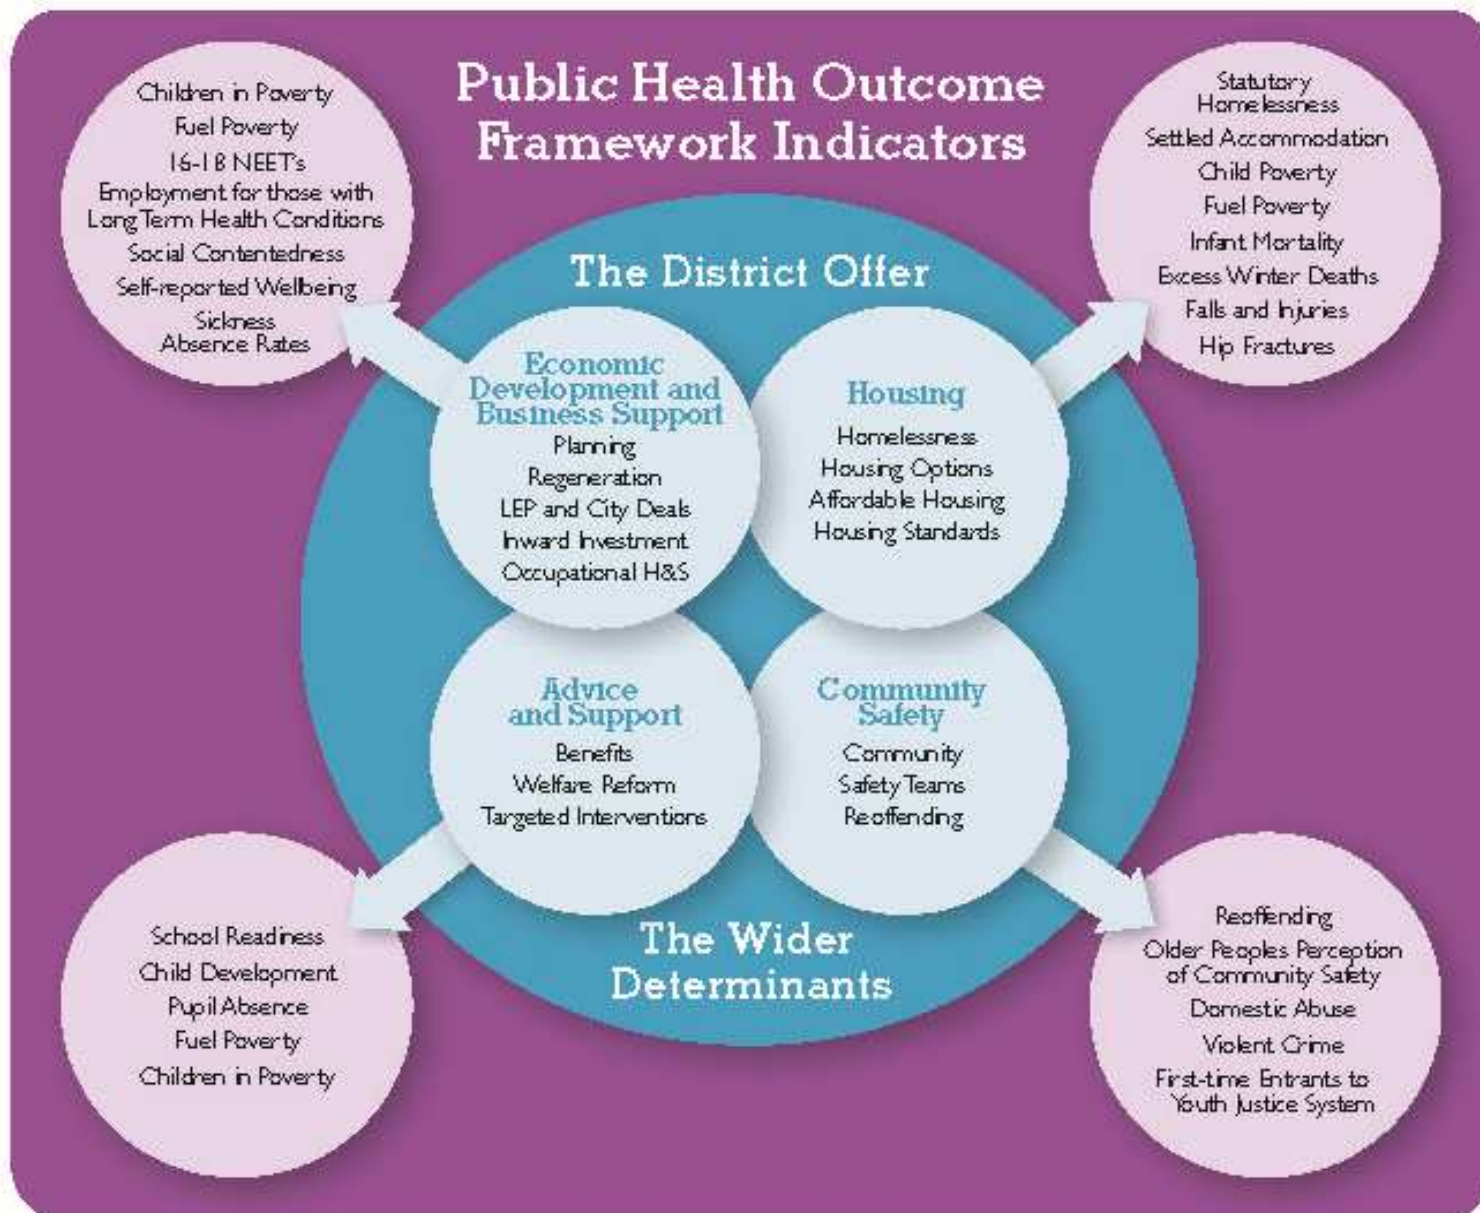 Public Health Outcome
Framework Indicators
Children in Poverty
Fuel Poverty
16-18 NEET's
Employment for those with
Long Term Health Conditions
Social Contentedness
Self-reported Wellbeing
Sickness
Absence Rates
Statutory
Homelessness
Settled Accommodation
Child Poverty
Fuel Poverty
Infant Mortality
Excess Winter Deaths
Falls and Injuries
Hip Fractures
The District Offer
Economic
Development and
Business Support
Planning
Regeneration
LEP and City Deals
Inward Investment
Occupational H&S
Housing
Homelessness
Housing Options
Affordable Housing
Housing Standards
Advice
and Support
Benefits
Welfare Reform
Targeted Interventions
Community
Safety
Community
Safety Teams
Reoffending
The Wider
Determinants
School Readiness
Child Development
Pupil Absence
Fuel Poverty
Children in Poverty
Reoffending
Older Peoples Perception
of Community Safety
Domestic Abuse
Violent Crime
First-time Entrants to
Youth Justice System